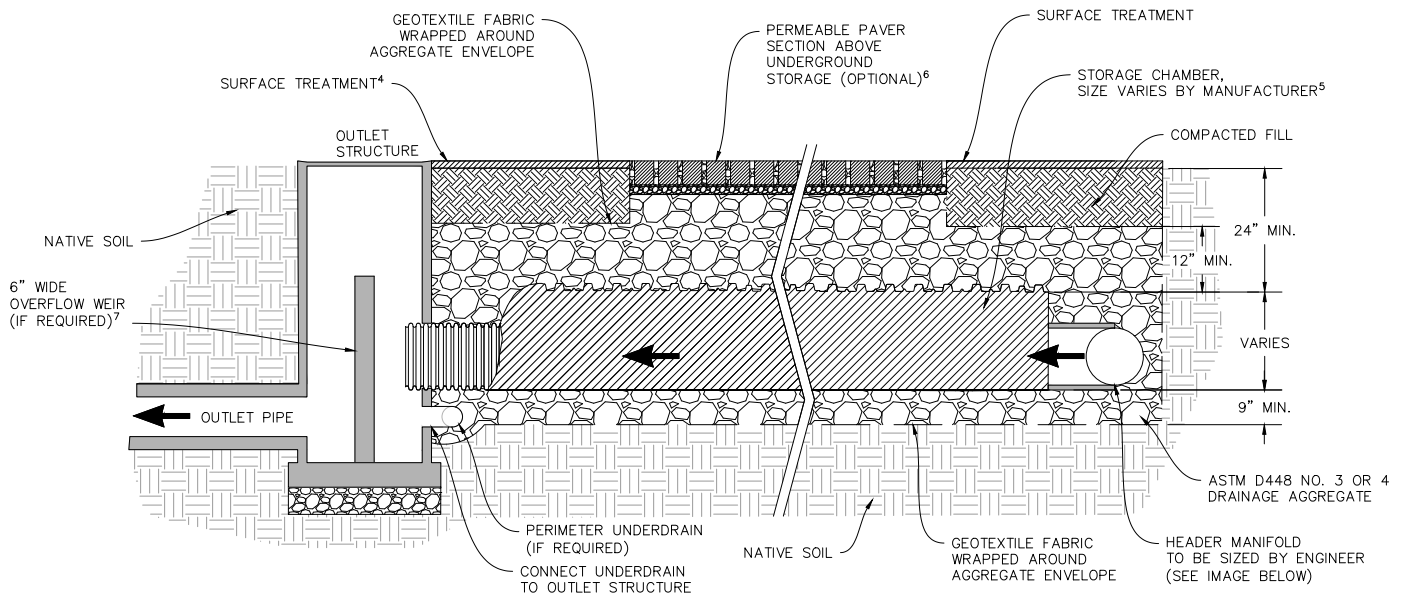 GEOTEXTILE FABRIC
WRAPPED AROUND
AGGREGATE ENVELOPE
SURFACE TREATMENT⁴
PERMEABLE PAVER
SECTION ABOVE
UNDERGROUND
STORAGE (OPTIONAL)⁶
SURFACE TREATMENT
STORAGE CHAMBER,
SIZE VARIES BY MANUFACTURER⁵
COMPACTED FILL
OUTLET
STRUCTURE
NATIVE SOIL
6” WIDE
OVERFLOW WEIR
(IF REQUIRED)⁷
24” MIN.
12” MIN.
VARIES
9” MIN.
OUTLET PIPE
PERIMETER UNDERDRAIN
(IF REQUIRED)
CONNECT UNDERDRAIN
TO OUTLET STRUCTURE
NATIVE SOIL
GEOTEXTILE FABRIC
WRAPPED AROUND
AGGREGATE ENVELOPE
ASTM D448 NO. 3 OR 4
DRAINAGE AGGREGATE
HEADER MANIFOLD
TO BE SIZED BY ENGINEER
(SEE IMAGE BELOW)